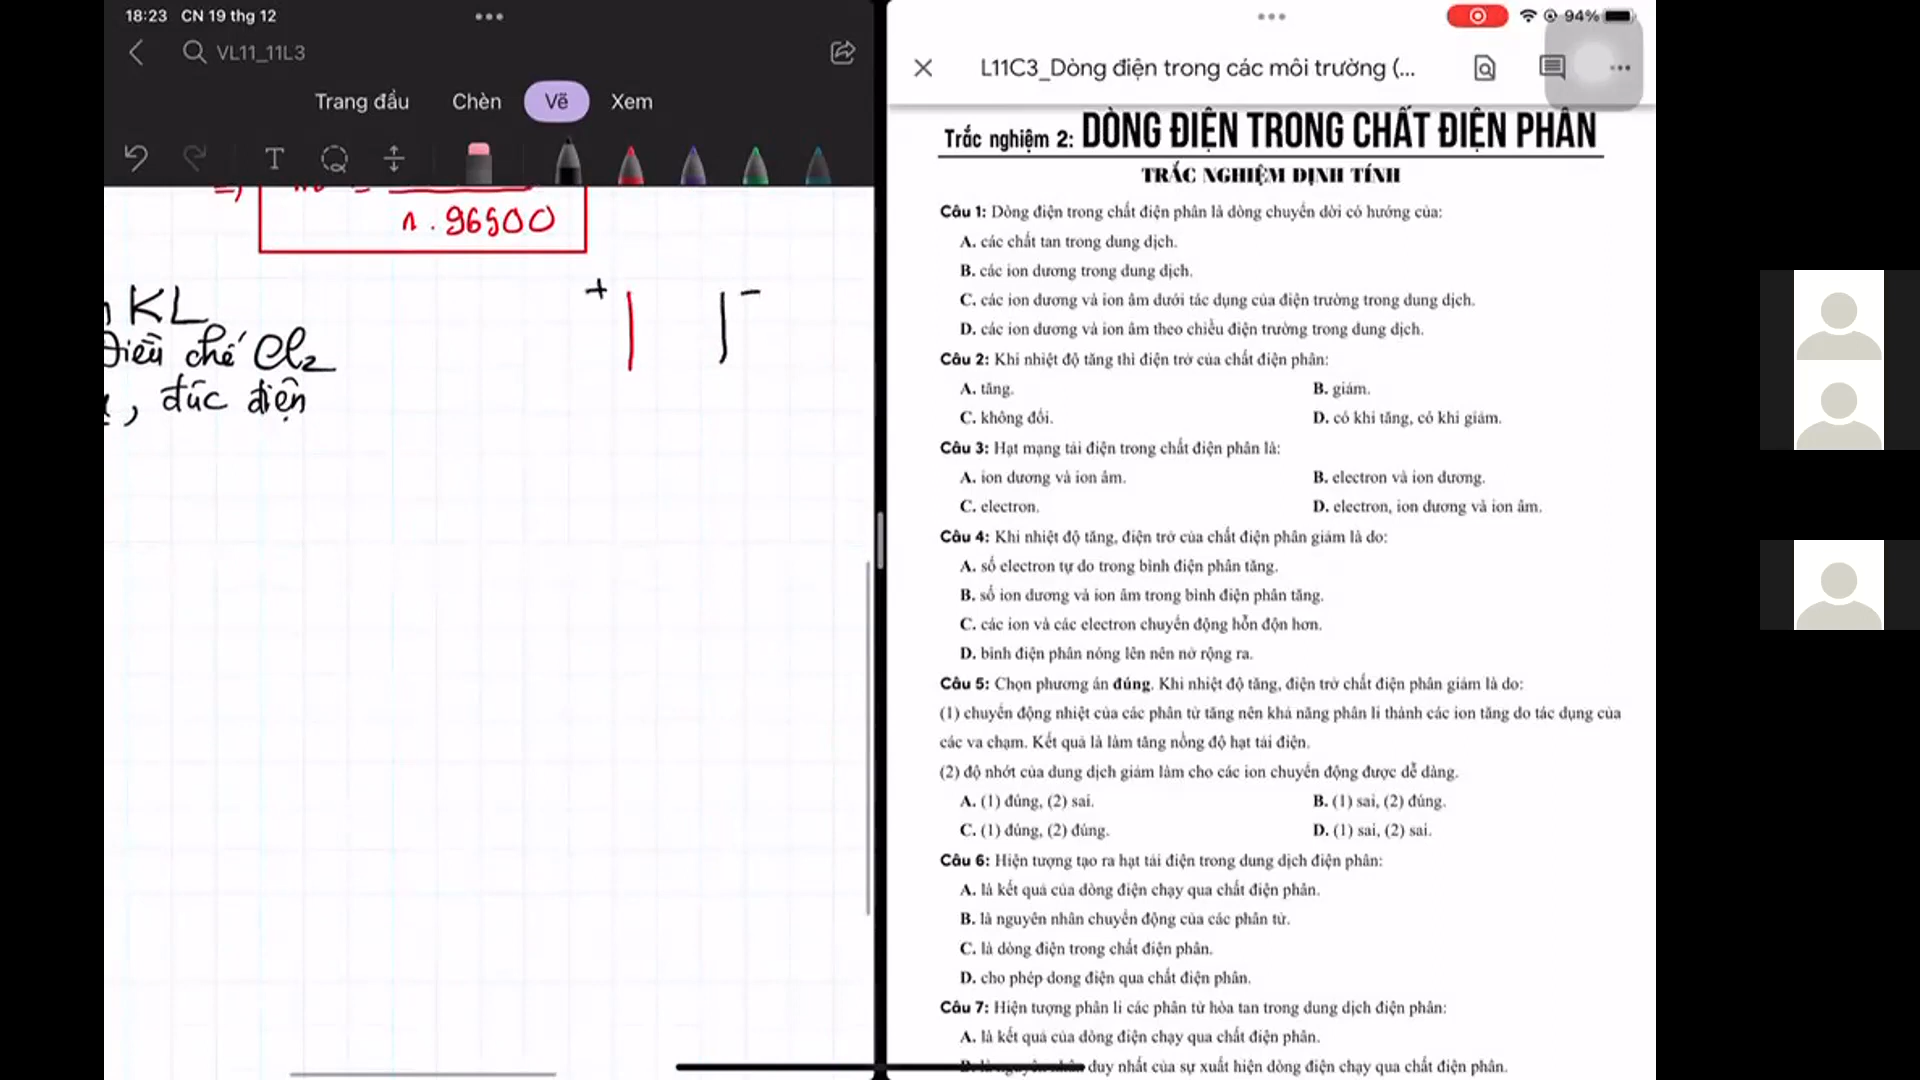 18:23 CN 19 thg 12
VL11_11L3
Trang đầu Chèn Vẽ Xem
n . 96500
KL
Điều chế Cl2
, đúc điện
+ -
94%
L11C3_Dòng điện trong các môi trường (...
Trắc nghiệm 2: DÒNG ĐIỆN TRONG CHẤT ĐIỆN PHÂN
TRẮC NGHIỆM ĐỊNH TÍNH
Câu 1: Dòng điện trong chất điện phân là dòng chuyển dời có hướng của:
A. các chất tan trong dung dịch.
B. các ion dương trong dung dịch.
C. các ion dương và ion âm dưới tác dụng của điện trường trong dung dịch.
D. các ion dương và ion âm theo chiều điện trường trong dung dịch.
Câu 2: Khi nhiệt độ tăng thì điện trở của chất điện phân:
A. tăng. B. giảm.
C. không đổi. D. có khi tăng, có khi giảm.
Câu 3: Hạt mạng tải điện trong chất điện phân là:
A. ion dương và ion âm. B. electron và ion dương.
C. electron. D. electron, ion dương và ion âm.
Câu 4: Khi nhiệt độ tăng, điện trở của chất điện phân giảm là do:
A. số electron tự do trong bình điện phân tăng.
B. số ion dương và ion âm trong bình điện phân tăng.
C. các ion và các electron chuyển động hỗn độn hơn.
D. bình điện phân nóng lên nên nở rộng ra.
Câu 5: Chọn phương án đúng. Khi nhiệt độ tăng, điện trở chất điện phân giảm là do:
(1) chuyển động nhiệt của các phân tử tăng nên khả năng phân li thành các ion tăng do tác dụng của
các va chạm. Kết quả là làm tăng nồng độ hạt tải điện.
(2) độ nhớt của dung dịch giảm làm cho các ion chuyển động được dễ dàng.
A. (1) đúng, (2) sai. B. (1) sai, (2) đúng.
C. (1) đúng, (2) đúng. D. (1) sai, (2) sai.
Câu 6: Hiện tượng tạo ra hạt tải điện trong dung dịch điện phân:
A. là kết quả của dòng điện chạy qua chất điện phân.
B. là nguyên nhân chuyển động của các phân tử.
C. là dòng điện trong chất điện phân.
D. cho phép dong điện qua chất điện phân.
Câu 7: Hiện tượng phân li các phân tử hòa tan trong dung dịch điện phân:
A. là kết quả của dòng điện chạy qua chất điện phân.
B. là nguyên nhân duy nhất của sự xuất hiện dòng điện chạy qua chất điện phân.